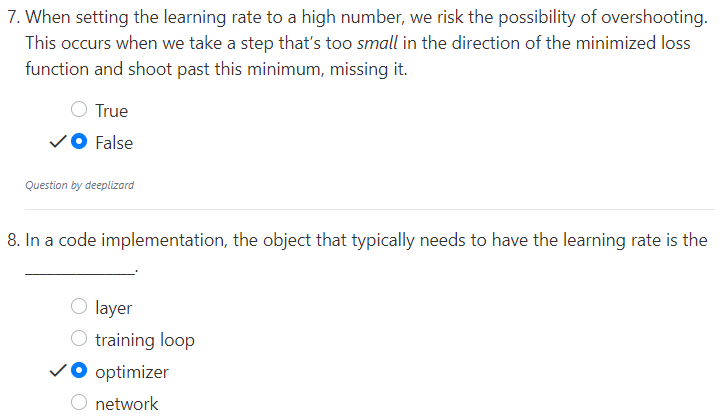 7. When setting the learning rate to a high number, we risk the possibility of overshooting.
This occurs when we take a step that's too small in the direction of the minimized loss
function and shoot past this minimum, missing it.
True
False
Question by deeplizard
8. In a code implementation, the object that typically needs to have the learning rate is the
_______________.
layer
training loop
optimizer
network